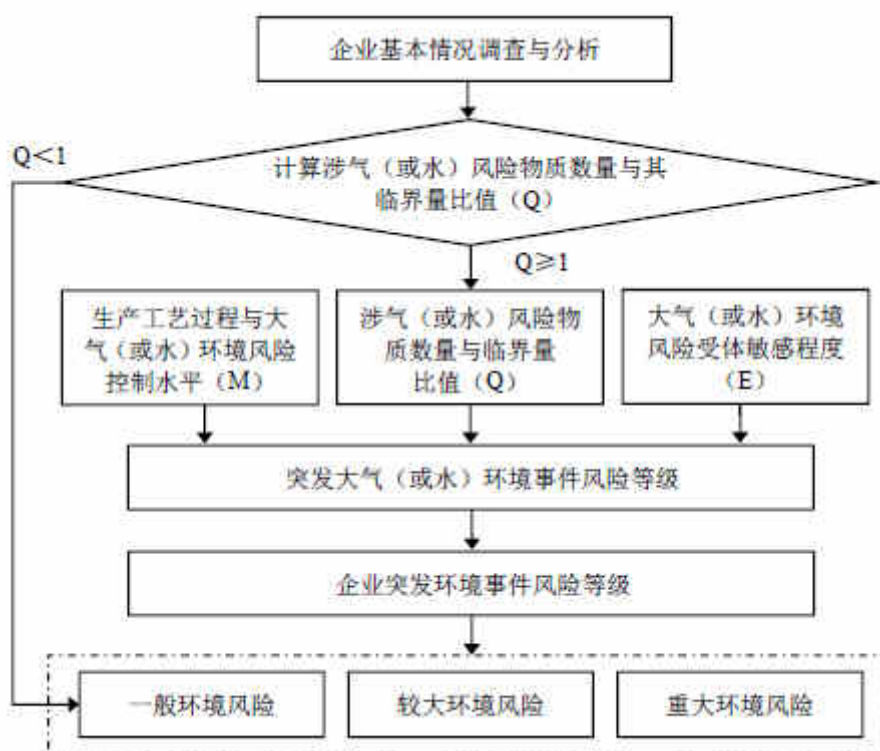 企业基本情况调查与分析
Q＜1
计算涉气（或水）风险物质数量与其
临界量比值（Q）
Q≥1
生产工艺过程与大
气（或水）环境风险
控制水平（M）
涉气（或水）风险物
质数量与临界量
比值（Q）
大气（或水）环境
风险受体敏感程度
（E）
突发大气（或水）环境事件风险等级
企业突发环境事件风险等级
一般环境风险
较大环境风险
重大环境风险